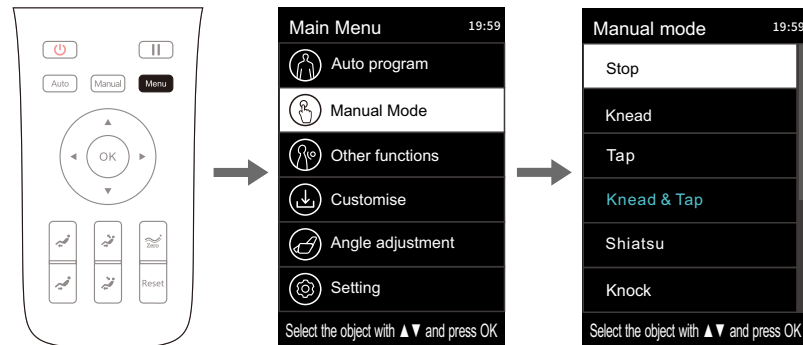 Auto
Manual
Menu
OK
Zero
Reset
Main Menu 19:59
Auto program
Manual Mode
Other functions
Customise
Angle adjustment
Setting
Select the object with ▲▼ and press OK
Manual mode 19:59
Stop
Knead
Tap
Knead & Tap
Shiatsu
Knock
Select the object with ▲▼ and press OK